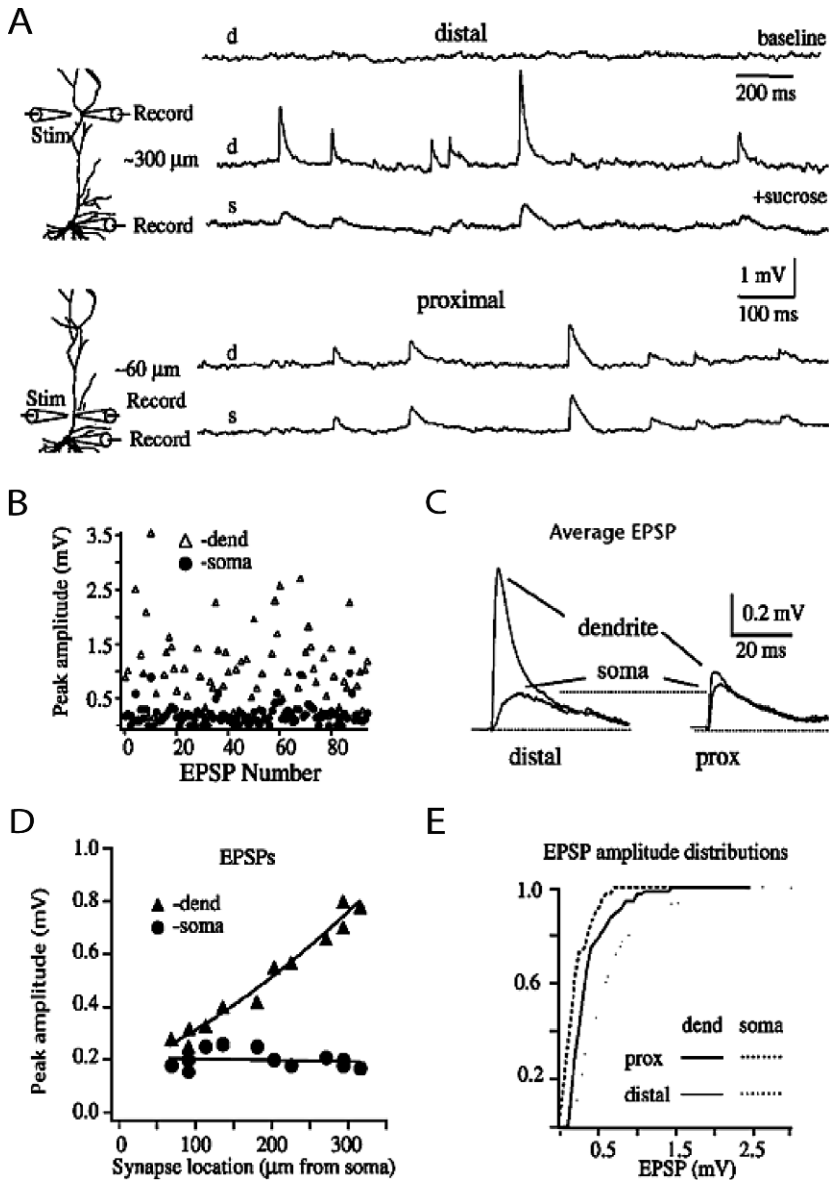 A
d
distal
baseline
200 ms
Stim
Record
~300 µm
d
s
+sucrose
Record
1 mV
100 ms
proximal
d
~60 µm
Stim
Record
s
Record
B
Peak amplitude (mV)
3.5
2.5
1.5
0.5
-dend
-soma
0 20 40 60 80
EPSP Number
C
Average EPSP
0.2 mV
20 ms
dendrite
soma
distal
prox
D
EPSPs
Peak amplitude (mV)
1.0
0.8
0.6
0.4
0.2
0.0
-dend
-soma
0 100 200 300
Synapse location (µm from soma)
E
EPSP amplitude distributions
1.0
0.8
0.6
0.4
0.2
dend soma
prox
distal
0.5 1.5 2.5
EPSP (mV)